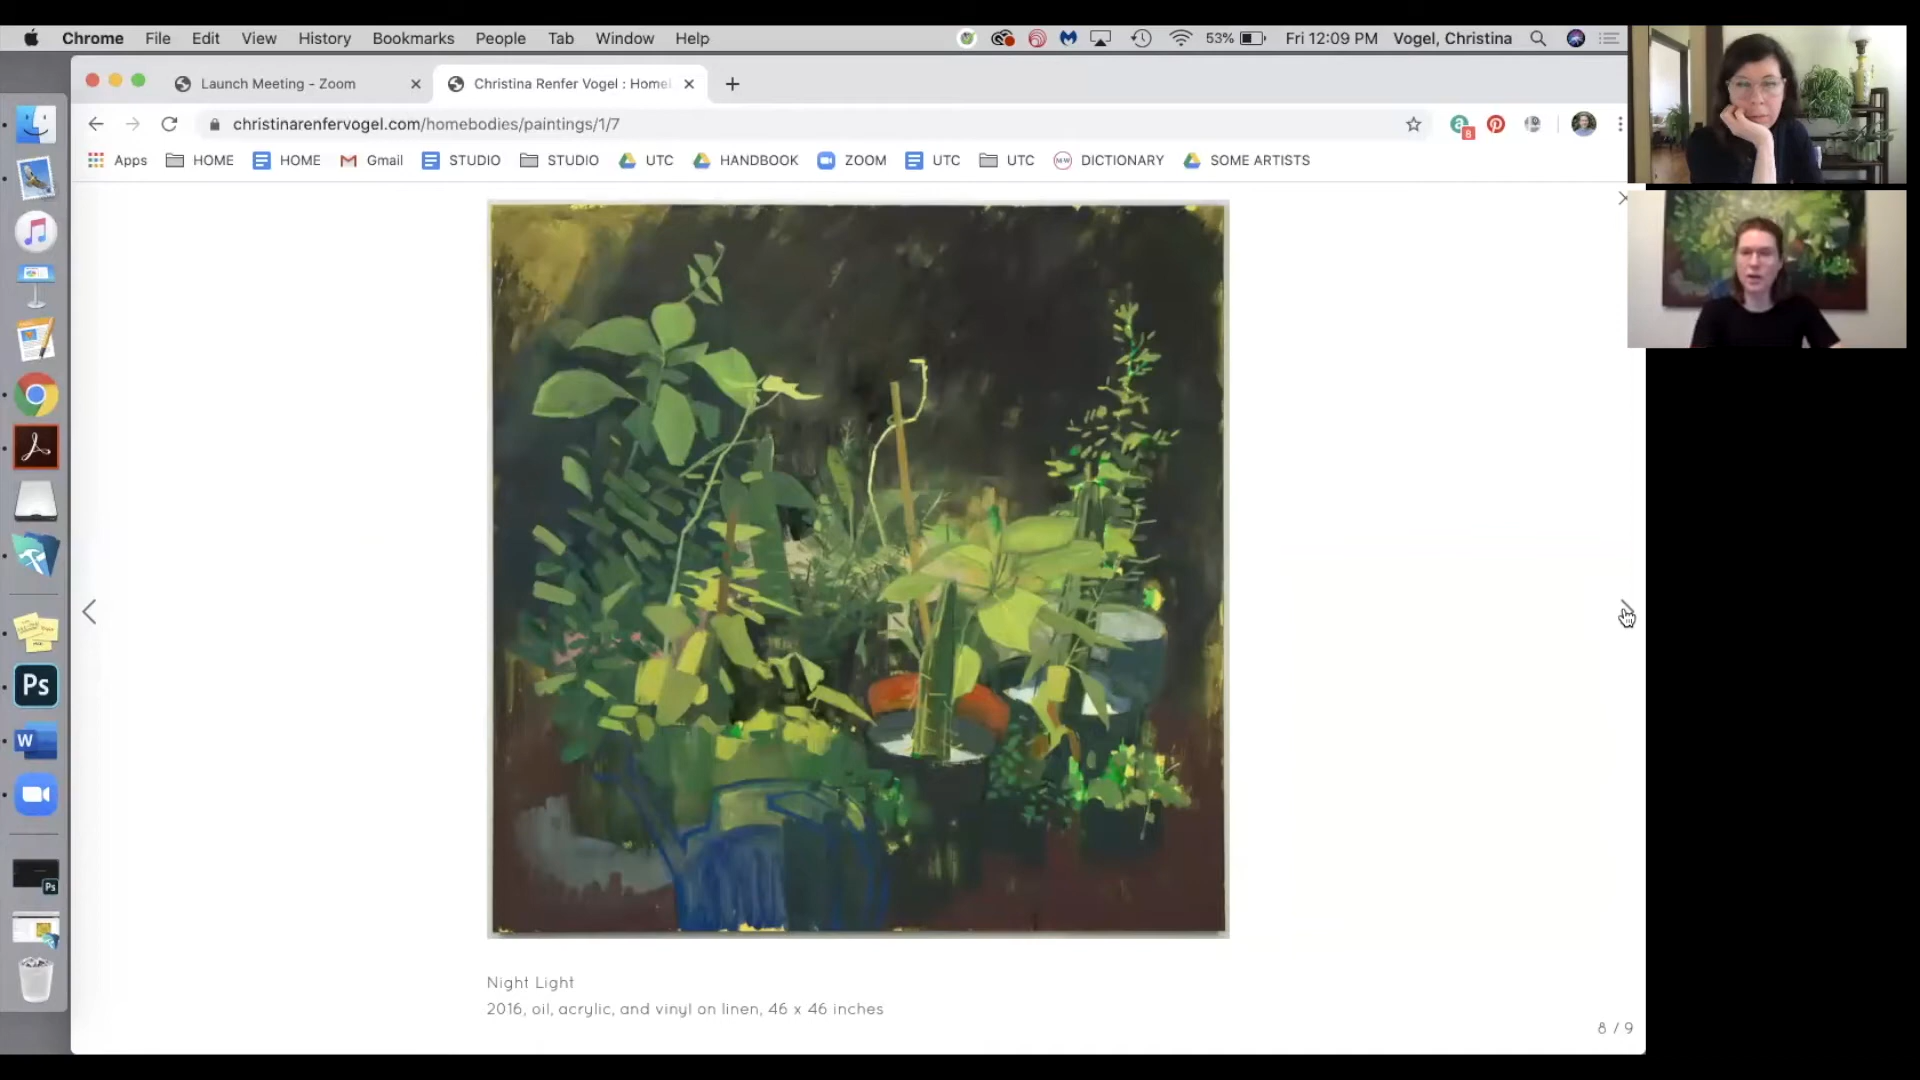 Chrome File Edit View History Bookmarks People Tab Window Help 53% Fri 12:09 PM Vogel, Christina
Launch Meeting - Zoom
Christina Renfer Vogel : Home
christinarenfervogel.com/homebodies/paintings/1/7
8
Apps HOME HOME Gmail STUDIO STUDIO UTC HANDBOOK ZOOM UTC UTC DICTIONARY SOME ARTISTS
Ps
W
Ps
Night Light
2016, oil, acrylic, and vinyl on linen, 46 x 46 inches
8 / 9